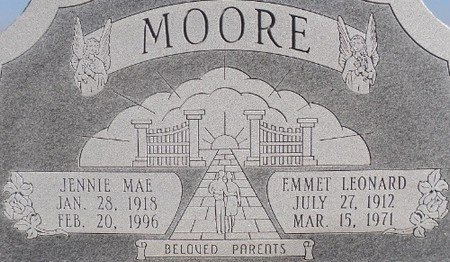 MOORE
JENNIE MAE
JAN. 28, 1918
FEB. 20, 1996
EMMET LEONARD
JULY 27, 1912
MAR. 15, 1971
BELOVED PARENTS